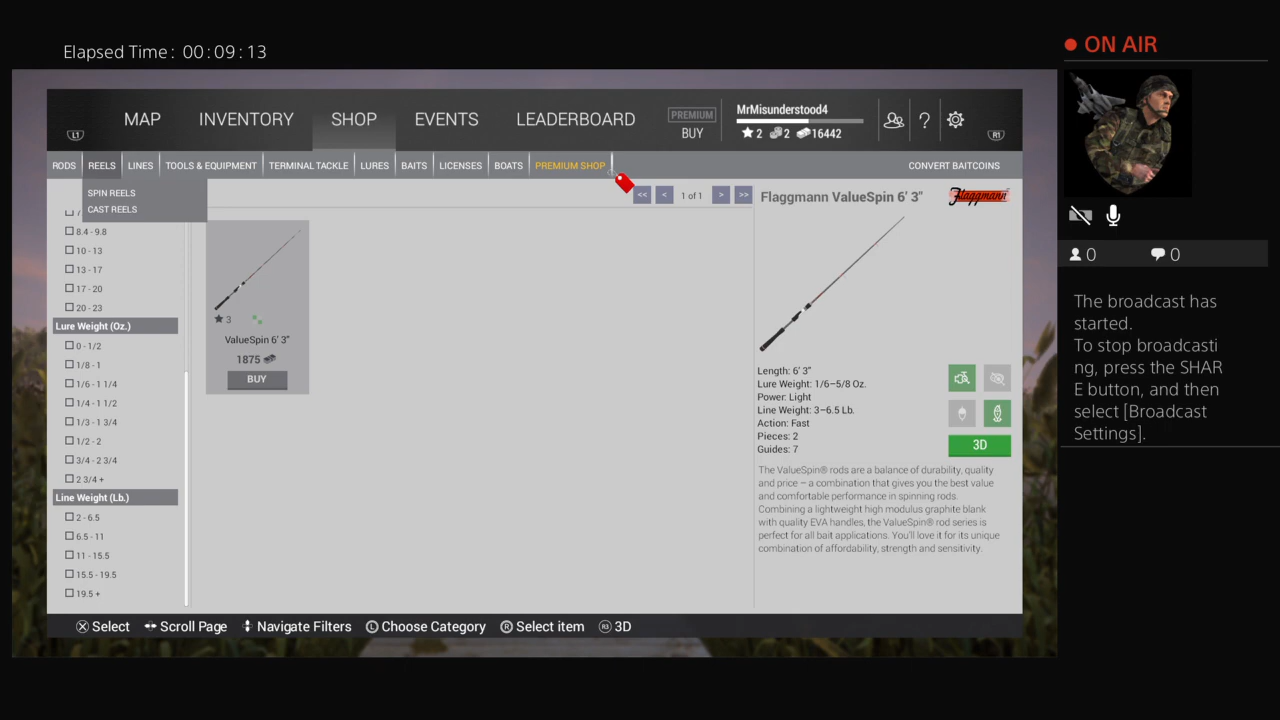 Elapsed Time: 00:09:13
ON AIR
MAP
INVENTORY
SHOP
EVENTS
LEADERBOARD
PREMIUM
BUY
MrMisunderstood4
2 2 16442
?
L1
R1
RODS
REELS
LINES
TOOLS & EQUIPMENT
TERMINAL TACKLE
LURES
BAITS
LICENSES
BOATS
PREMIUM SHOP
CONVERT BAITCOINS
SPIN REELS
CAST REELS
<< < 1 of 1 > >>
8.4 - 9.8
10 - 13
13 - 17
17 - 20
20 - 23
Lure Weight (Oz.)
0 - 1/2
1/8 - 1
1/6 - 1 1/4
1/4 - 1 1/2
1/3 - 1 3/4
1/2 - 2
3/4 - 2 3/4
2 3/4 +
Line Weight (Lb.)
2 - 6.5
6.5 - 11
11 - 15.5
15.5 - 19.5
19.5 +
3
ValueSpin 6' 3"
1875
BUY
Flaggmann ValueSpin 6' 3"
Flaggmann
Length: 6' 3"
Lure Weight: 1/6–5/8 Oz.
Power: Light
Line Weight: 3–6.5 Lb.
Action: Fast
Pieces: 2
Guides: 7
3D
The ValueSpin® rods are a balance of durability, quality
and price – a combination that gives you the best value
and comfortable performance in spinning rods.
Combining a lightweight high modulus graphite blank
with quality EVA handles, the ValueSpin® rod series is
perfect for all bait applications. You'll love it for its unique
combination of affordability, strength and sensitivity.
Select
Scroll Page
Navigate Filters
L Choose Category
R Select item
R3 3D
0
0
The broadcast has
started.
To stop broadcasti
ng, press the SHAR
E button, and then
select [Broadcast
Settings].